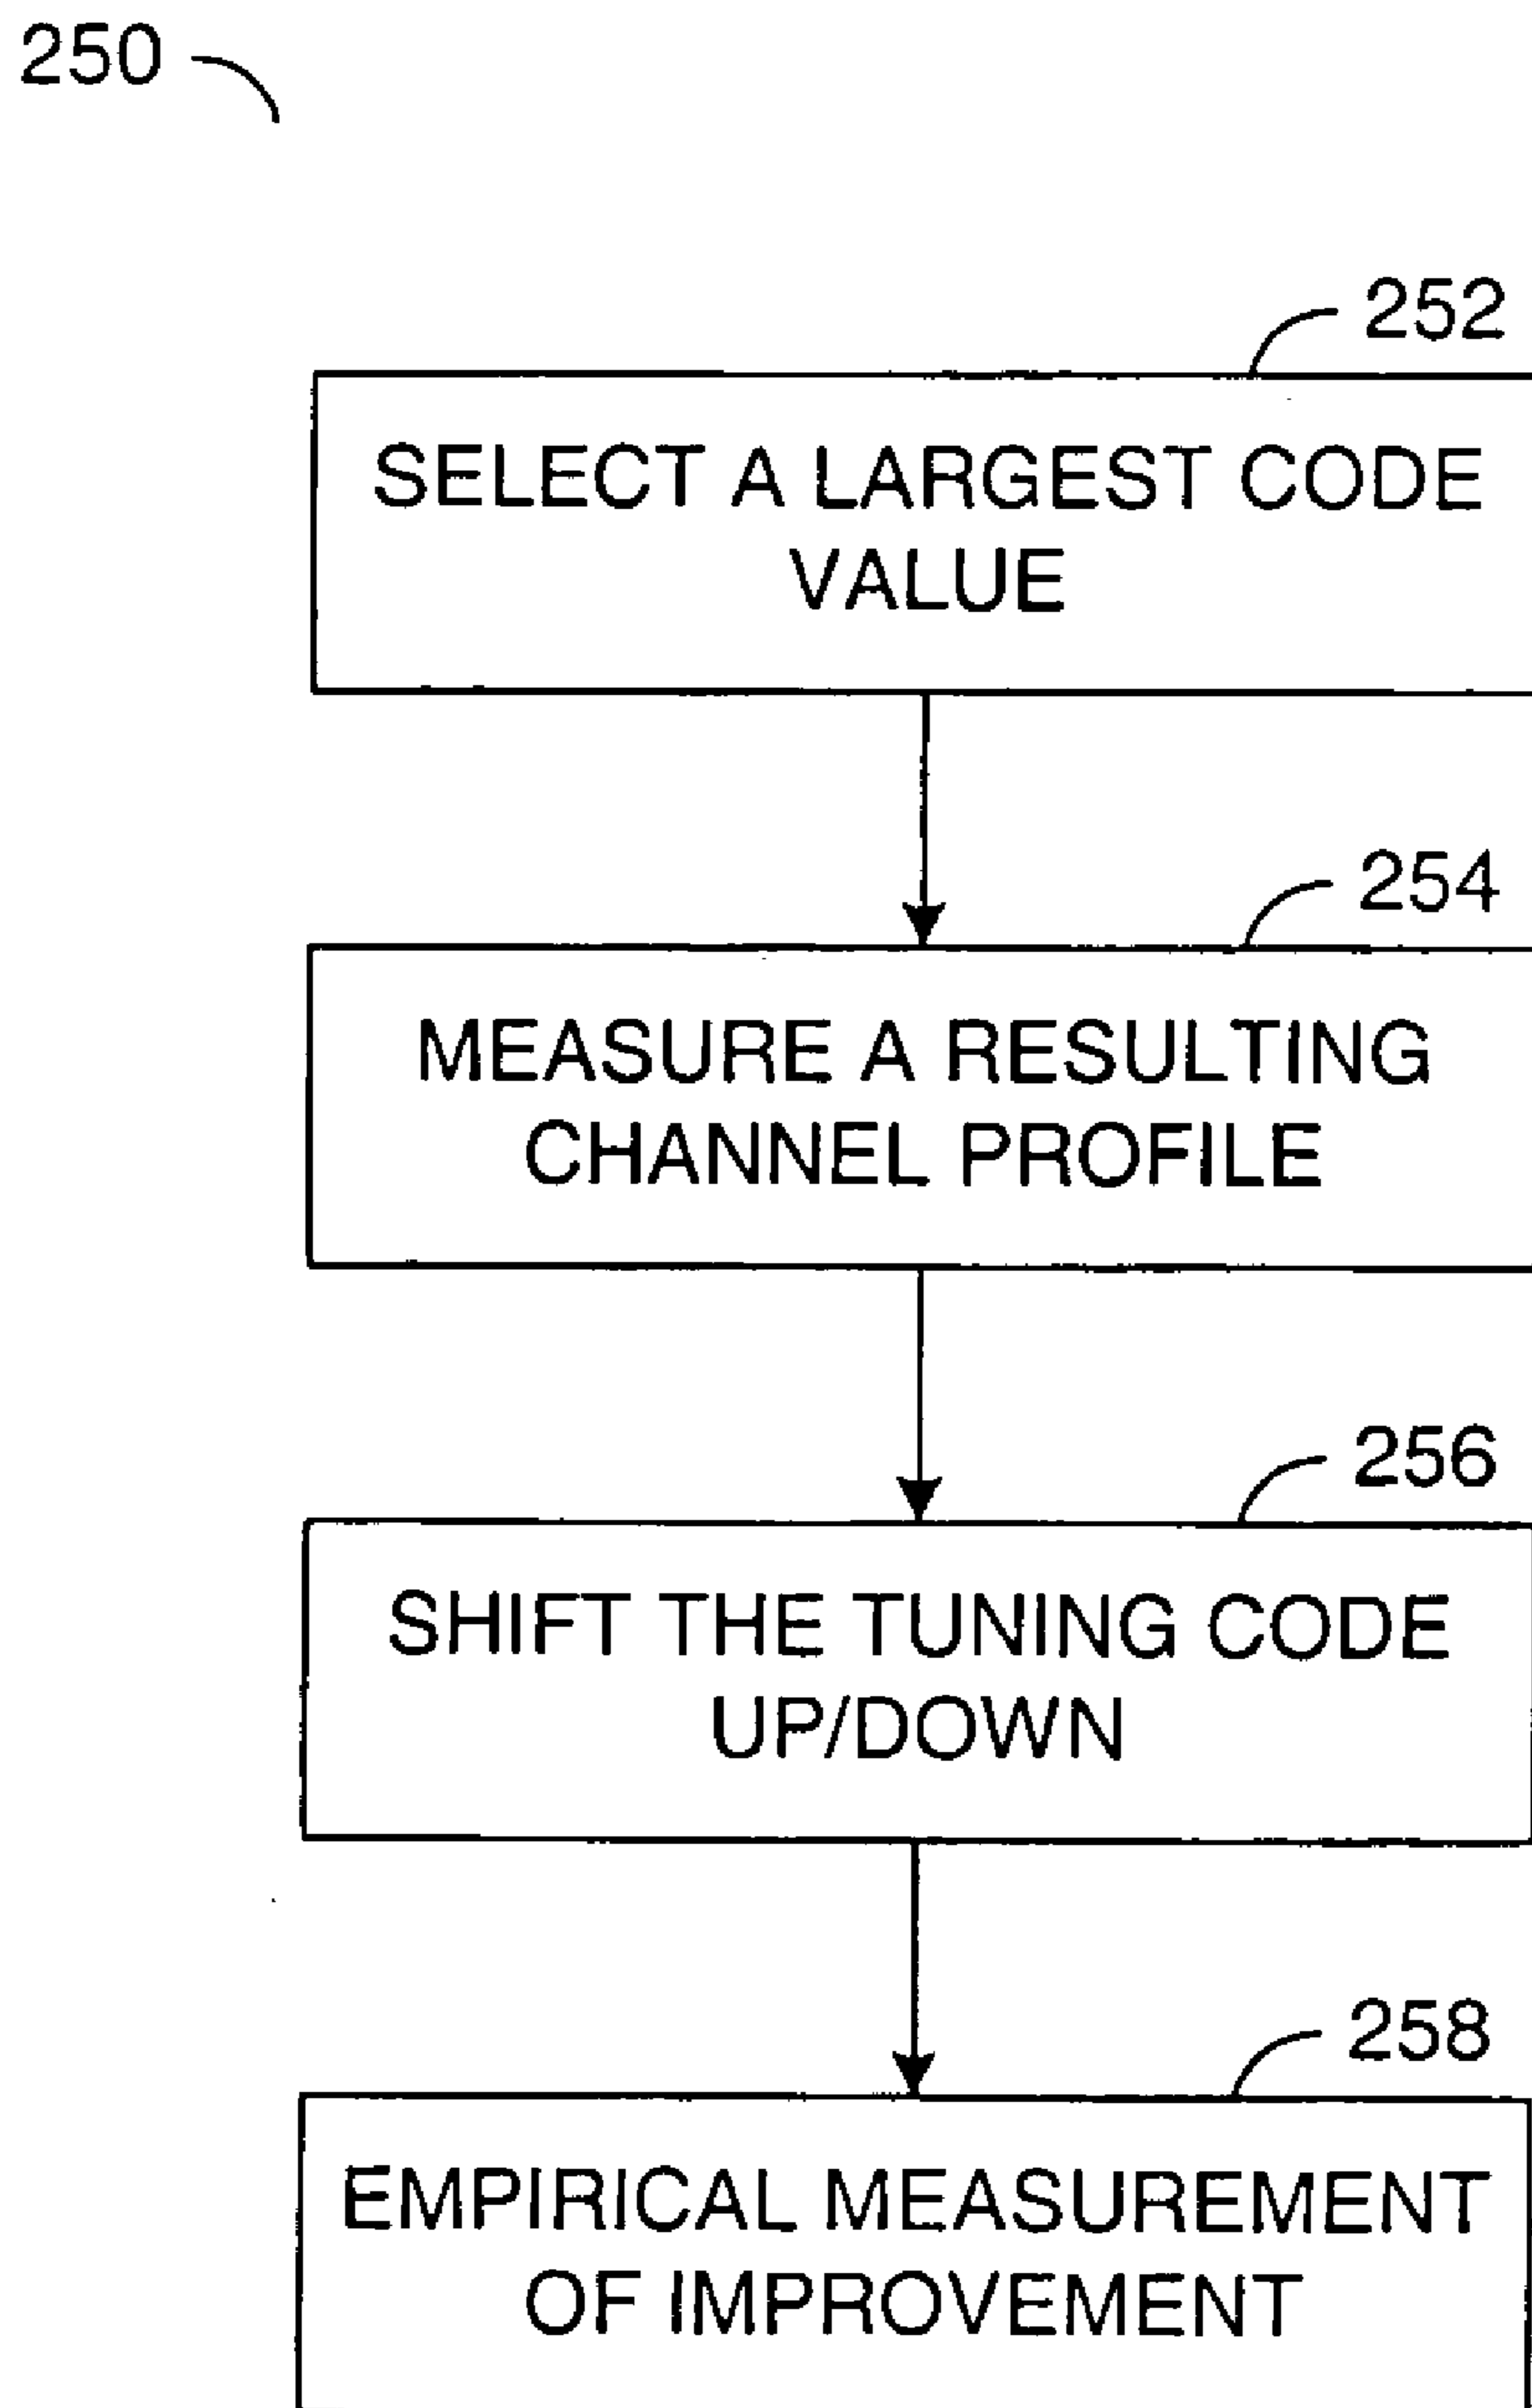 250
252
SELECT A LARGEST CODE
VALUE
254
MEASURE A RESULTING
CHANNEL PROFILE
256
SHIFT THE TUNING CODE
UP/DOWN
258
EMPIRICAL MEASUREMENT
OF IMPROVEMENT